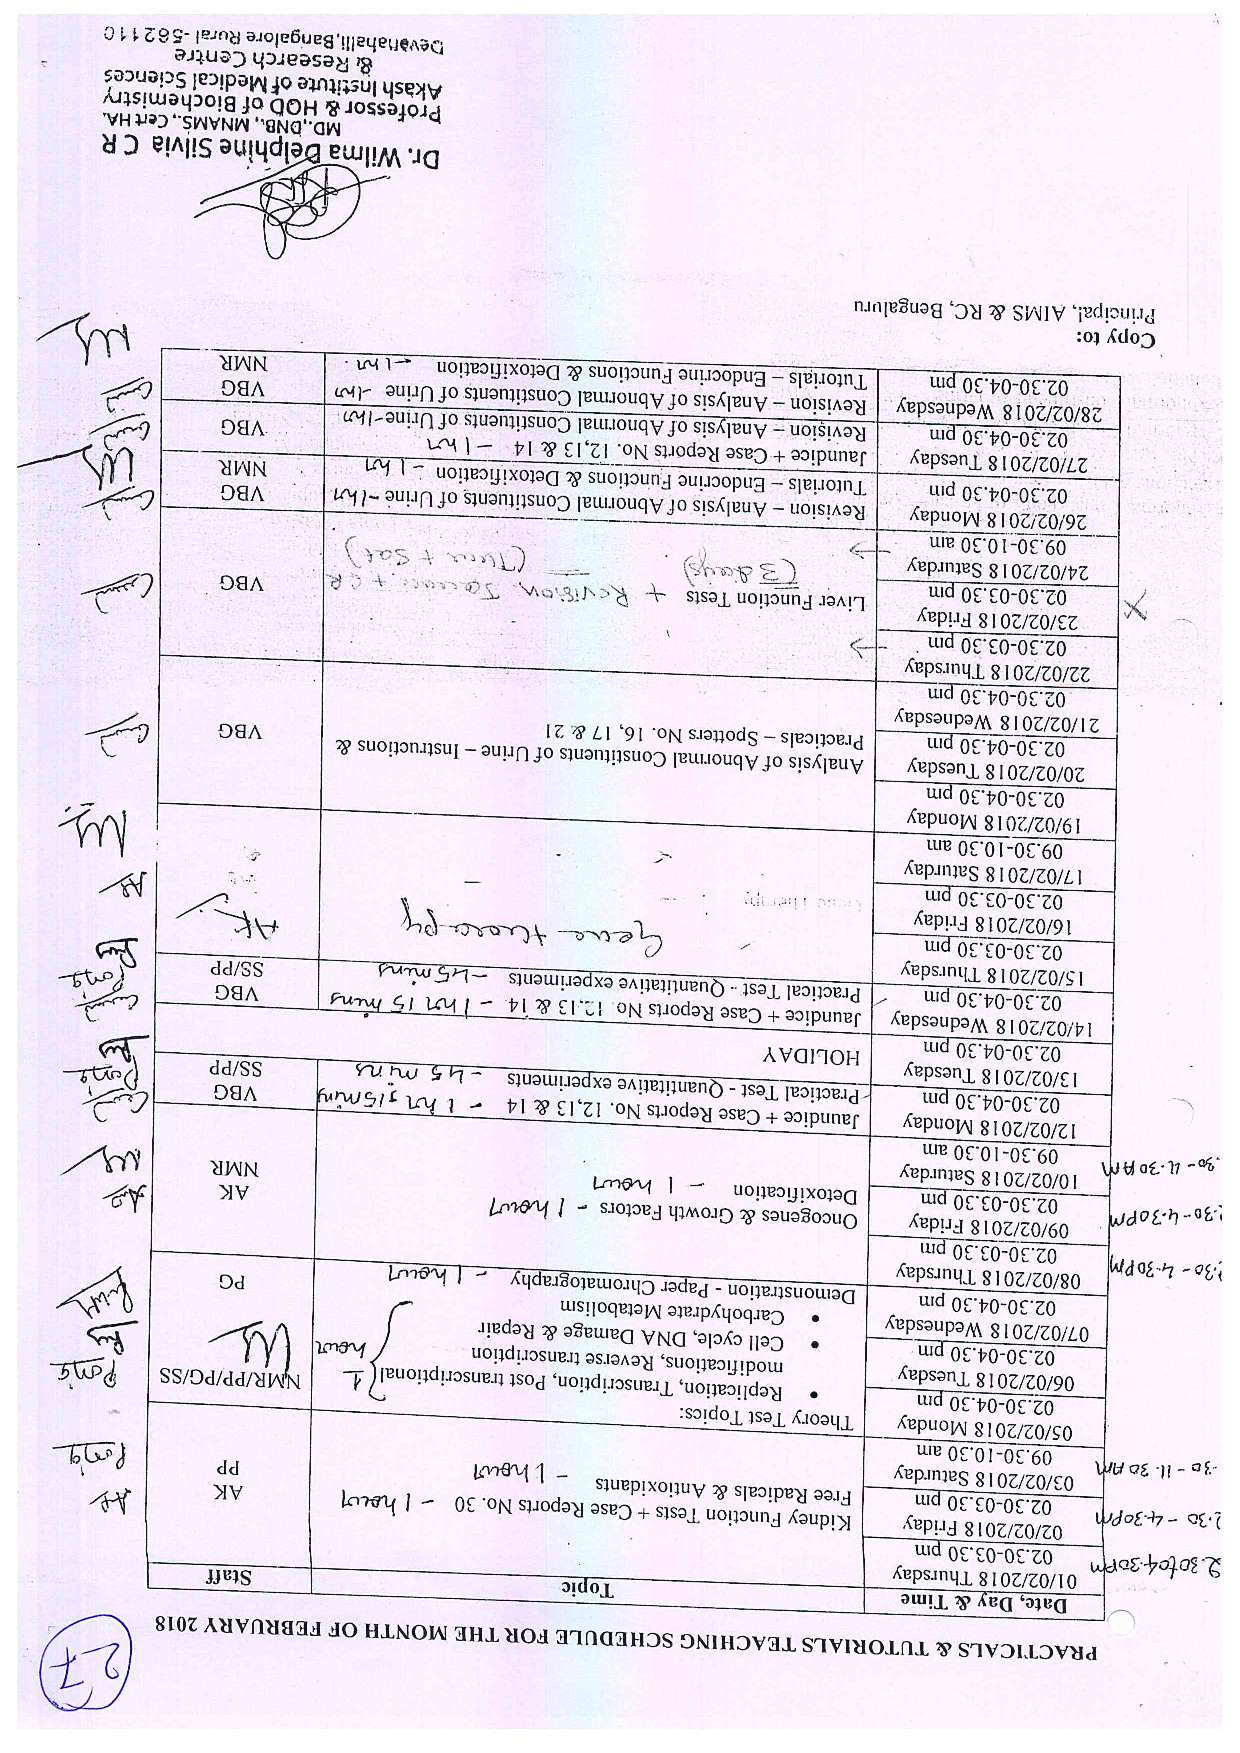 27
PRACTICALS & TUTORIALS TEACHING SCHEDULE FOR THE MONTH OF FEBRUARY 2018
Date, Day & Time Topic Staff
01/02/2018 Thursday
02.30-03.30 pm
2.30to4.30pm
02/02/2018 Friday
02.30-03.30 pm
2.30 - 4.30pm
03/02/2018 Saturday
09.30-10.30 am
.30 - 11.30 am
Kidney Function Tests + Case Reports No. 30 - 1 hour
Free Radicals & Antioxidants - 1 hour
AK
PP
05/02/2018 Monday
02.30-04.30 pm
06/02/2018 Tuesday
02.30-04.30 pm
07/02/2018 Wednesday
02.30-04.30 pm
Theory Test Topics:
• Replication, Transcription, Post transcriptional
modifications, Reverse transcription
• Cell cycle, DNA Damage & Repair
• Carbohydrate Metabolism
1 hour
Demonstration - Paper Chromatography - 1 hour
NMR/PP/PG/SS
PG
08/02/2018 Thursday
02.30-03.30 pm
2.30 - 4.30pm
09/02/2018 Friday
02.30-03.30 pm
2.30 - 4.30pm
10/02/2018 Saturday
09.30-10.30 am
.30 - 11.30 AM
Oncogenes & Growth Factors - 1 hour
Detoxification - 1 hour
AK
NMR
12/02/2018 Monday
02.30-04.30 pm
Jaundice + Case Reports No. 12,13 & 14 - 1 hr 15 min
Practical Test - Quantitative experiments - 45 mins
VBG
SS/PP
13/02/2018 Tuesday
02.30-04.30 pm
HOLIDAY
14/02/2018 Wednesday
02.30-04.30 pm
Jaundice + Case Reports No. 12.13 & 14 - 1 hr 15 mins
Practical Test - Quantitative experiments - 45 mins
VBG
SS/PP
15/02/2018 Thursday
02.30-03.30 pm
16/02/2018 Friday
02.30-03.30 pm
17/02/2018 Saturday
09.30-10.30 am
Gene therapy
AK
19/02/2018 Monday
02.30-04.30 pm
20/02/2018 Tuesday
02.30-04.30 pm
21/02/2018 Wednesday
02.30-04.30 pm
Analysis of Abnormal Constituents of Urine – Instructions &
Practicals – Spotters No. 16, 17 & 21
VBG
22/02/2018 Thursday
02.30-03.30 pm
23/02/2018 Friday
02.30-03.30 pm
24/02/2018 Saturday
09.30-10.30 am
Liver Function Tests + Revision Jaundice + CR
(3 days) (Thur + Sat)
VBG
26/02/2018 Monday
02.30-04.30 pm
Revision – Analysis of Abnormal Constituents of Urine - 1hr
Tutorials – Endocrine Functions & Detoxification - 1 hr
VBG
NMR
27/02/2018 Tuesday
02.30-04.30 pm
Jaundice + Case Reports No. 12,13 & 14 - 1 hr
Revision – Analysis of Abnormal Constituents of Urine - 1hr
VBG
28/02/2018 Wednesday
02.30-04.30 pm
Revision – Analysis of Abnormal Constituents of Urine - 1hr
Tutorials – Endocrine Functions & Detoxification - 1 hr.
VBG
NMR
Copy to:
Principal, AIMS & RC, Bengaluru
Dr. Wilma Delphine Silvia C R
MD.,DNB., MNAMS., Cert HA.
Professor & HOD of Biochemistry
Akash Institute of Medical Sciences
& Research Centre
Devanahalli, Bangalore Rural -562110